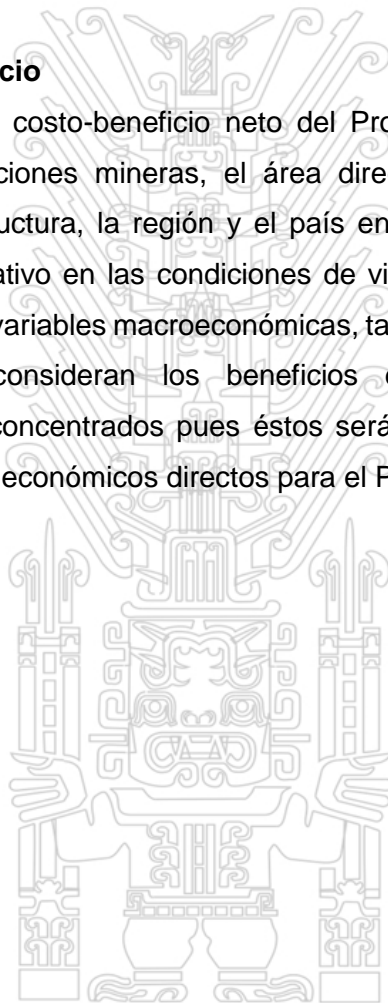 cio
costo-beneficio neto del Pro
ciones mineras, el área direc
uctura, la región y el país en
ativo en las condiciones de vi
variables macroeconómicas, ta
consideran los beneficios
concentrados pues éstos será
económicos directos para el P